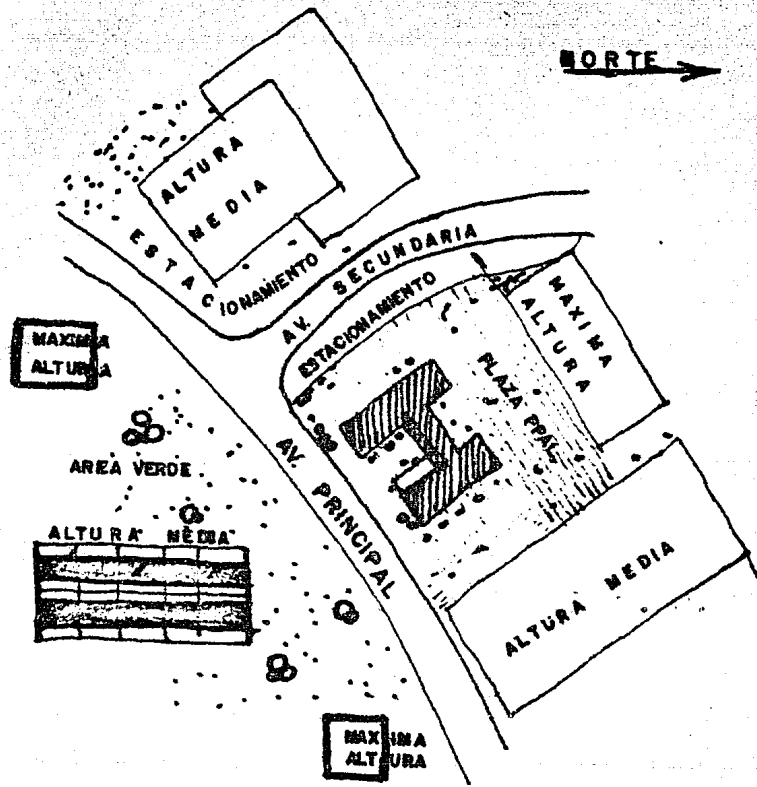 NORTE
ALTURA
MEDIA
ESTACIONAMIENTO
AV. SECUNDARIA
ESTACIONAMIENTO
MAXIMA
ALTURA
PLAZA PPAL.
MAXIMA
ALTURA
AREA VERDE
AV. PRINCIPAL
ALTURA MEDIA
ALTURA MEDIA
MAXIMA
ALTURA